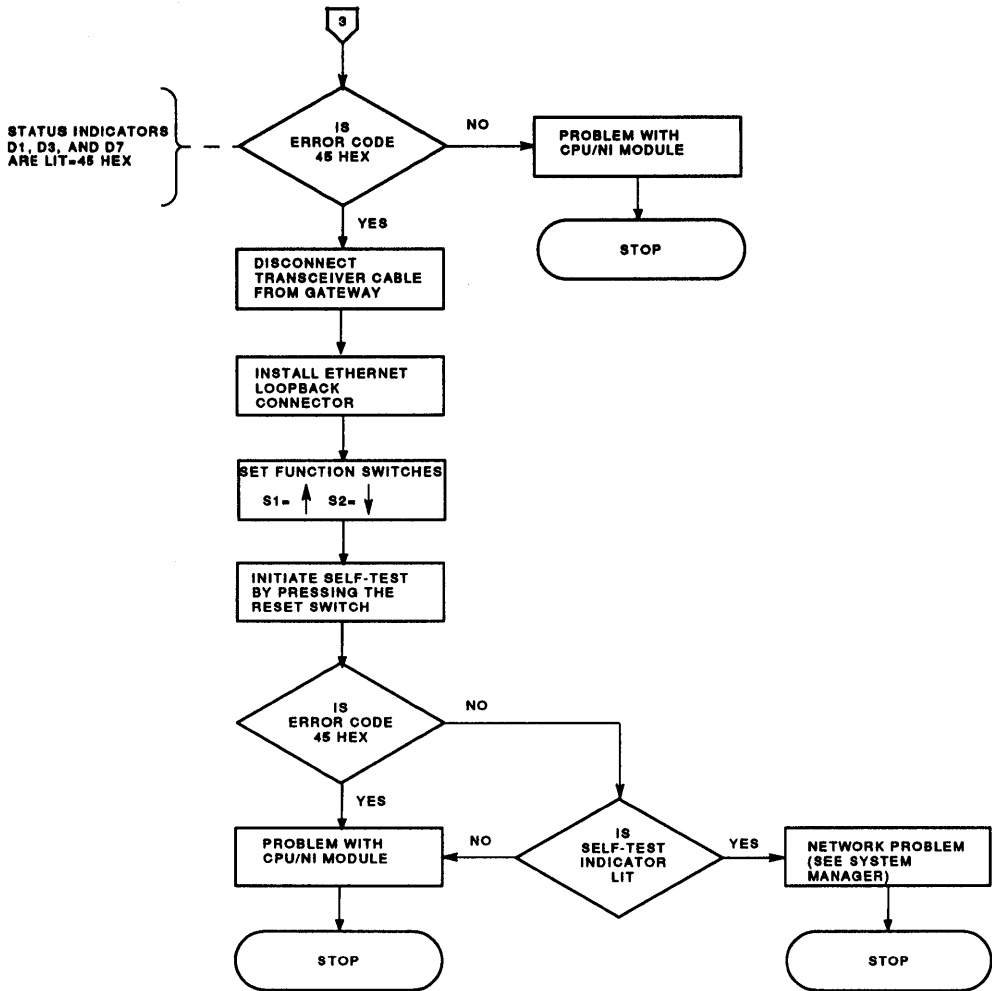 3
STATUS INDICATORS
D1, D3, AND D7
ARE LIT=45 HEX
IS
ERROR CODE
45 HEX
NO
PROBLEM WITH
CPU/NI MODULE
STOP
YES
DISCONNECT
TRANSCEIVER CABLE
FROM GATEWAY
INSTALL ETHERNET
LOOPBACK
CONNECTOR
SET FUNCTION SWITCHES
S1= ↑ S2= ↓
INITIATE SELF-TEST
BY PRESSING THE
RESET SWITCH
IS
ERROR CODE
45 HEX
NO
YES
PROBLEM WITH
CPU/NI MODULE
STOP
NO
IS
SELF-TEST
INDICATOR
LIT
YES
NETWORK PROBLEM
(SEE SYSTEM
MANAGER)
STOP